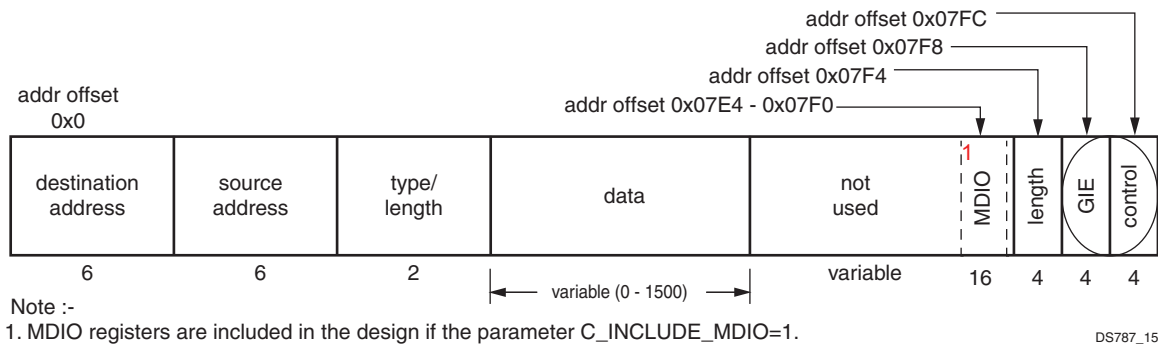 addr offset 0x07FC
addr offset 0x07F8
addr offset 0x07F4
addr offset 0x07E4 - 0x07F0
addr offset
0x0
destination
address
source
address
type/
length
data
not
used
1
MDIO
length
GIE
control
6
6
2
variable (0 - 1500)
variable
16
4
4
4
Note :-
1. MDIO registers are included in the design if the parameter C_INCLUDE_MDIO=1.
DS787_15